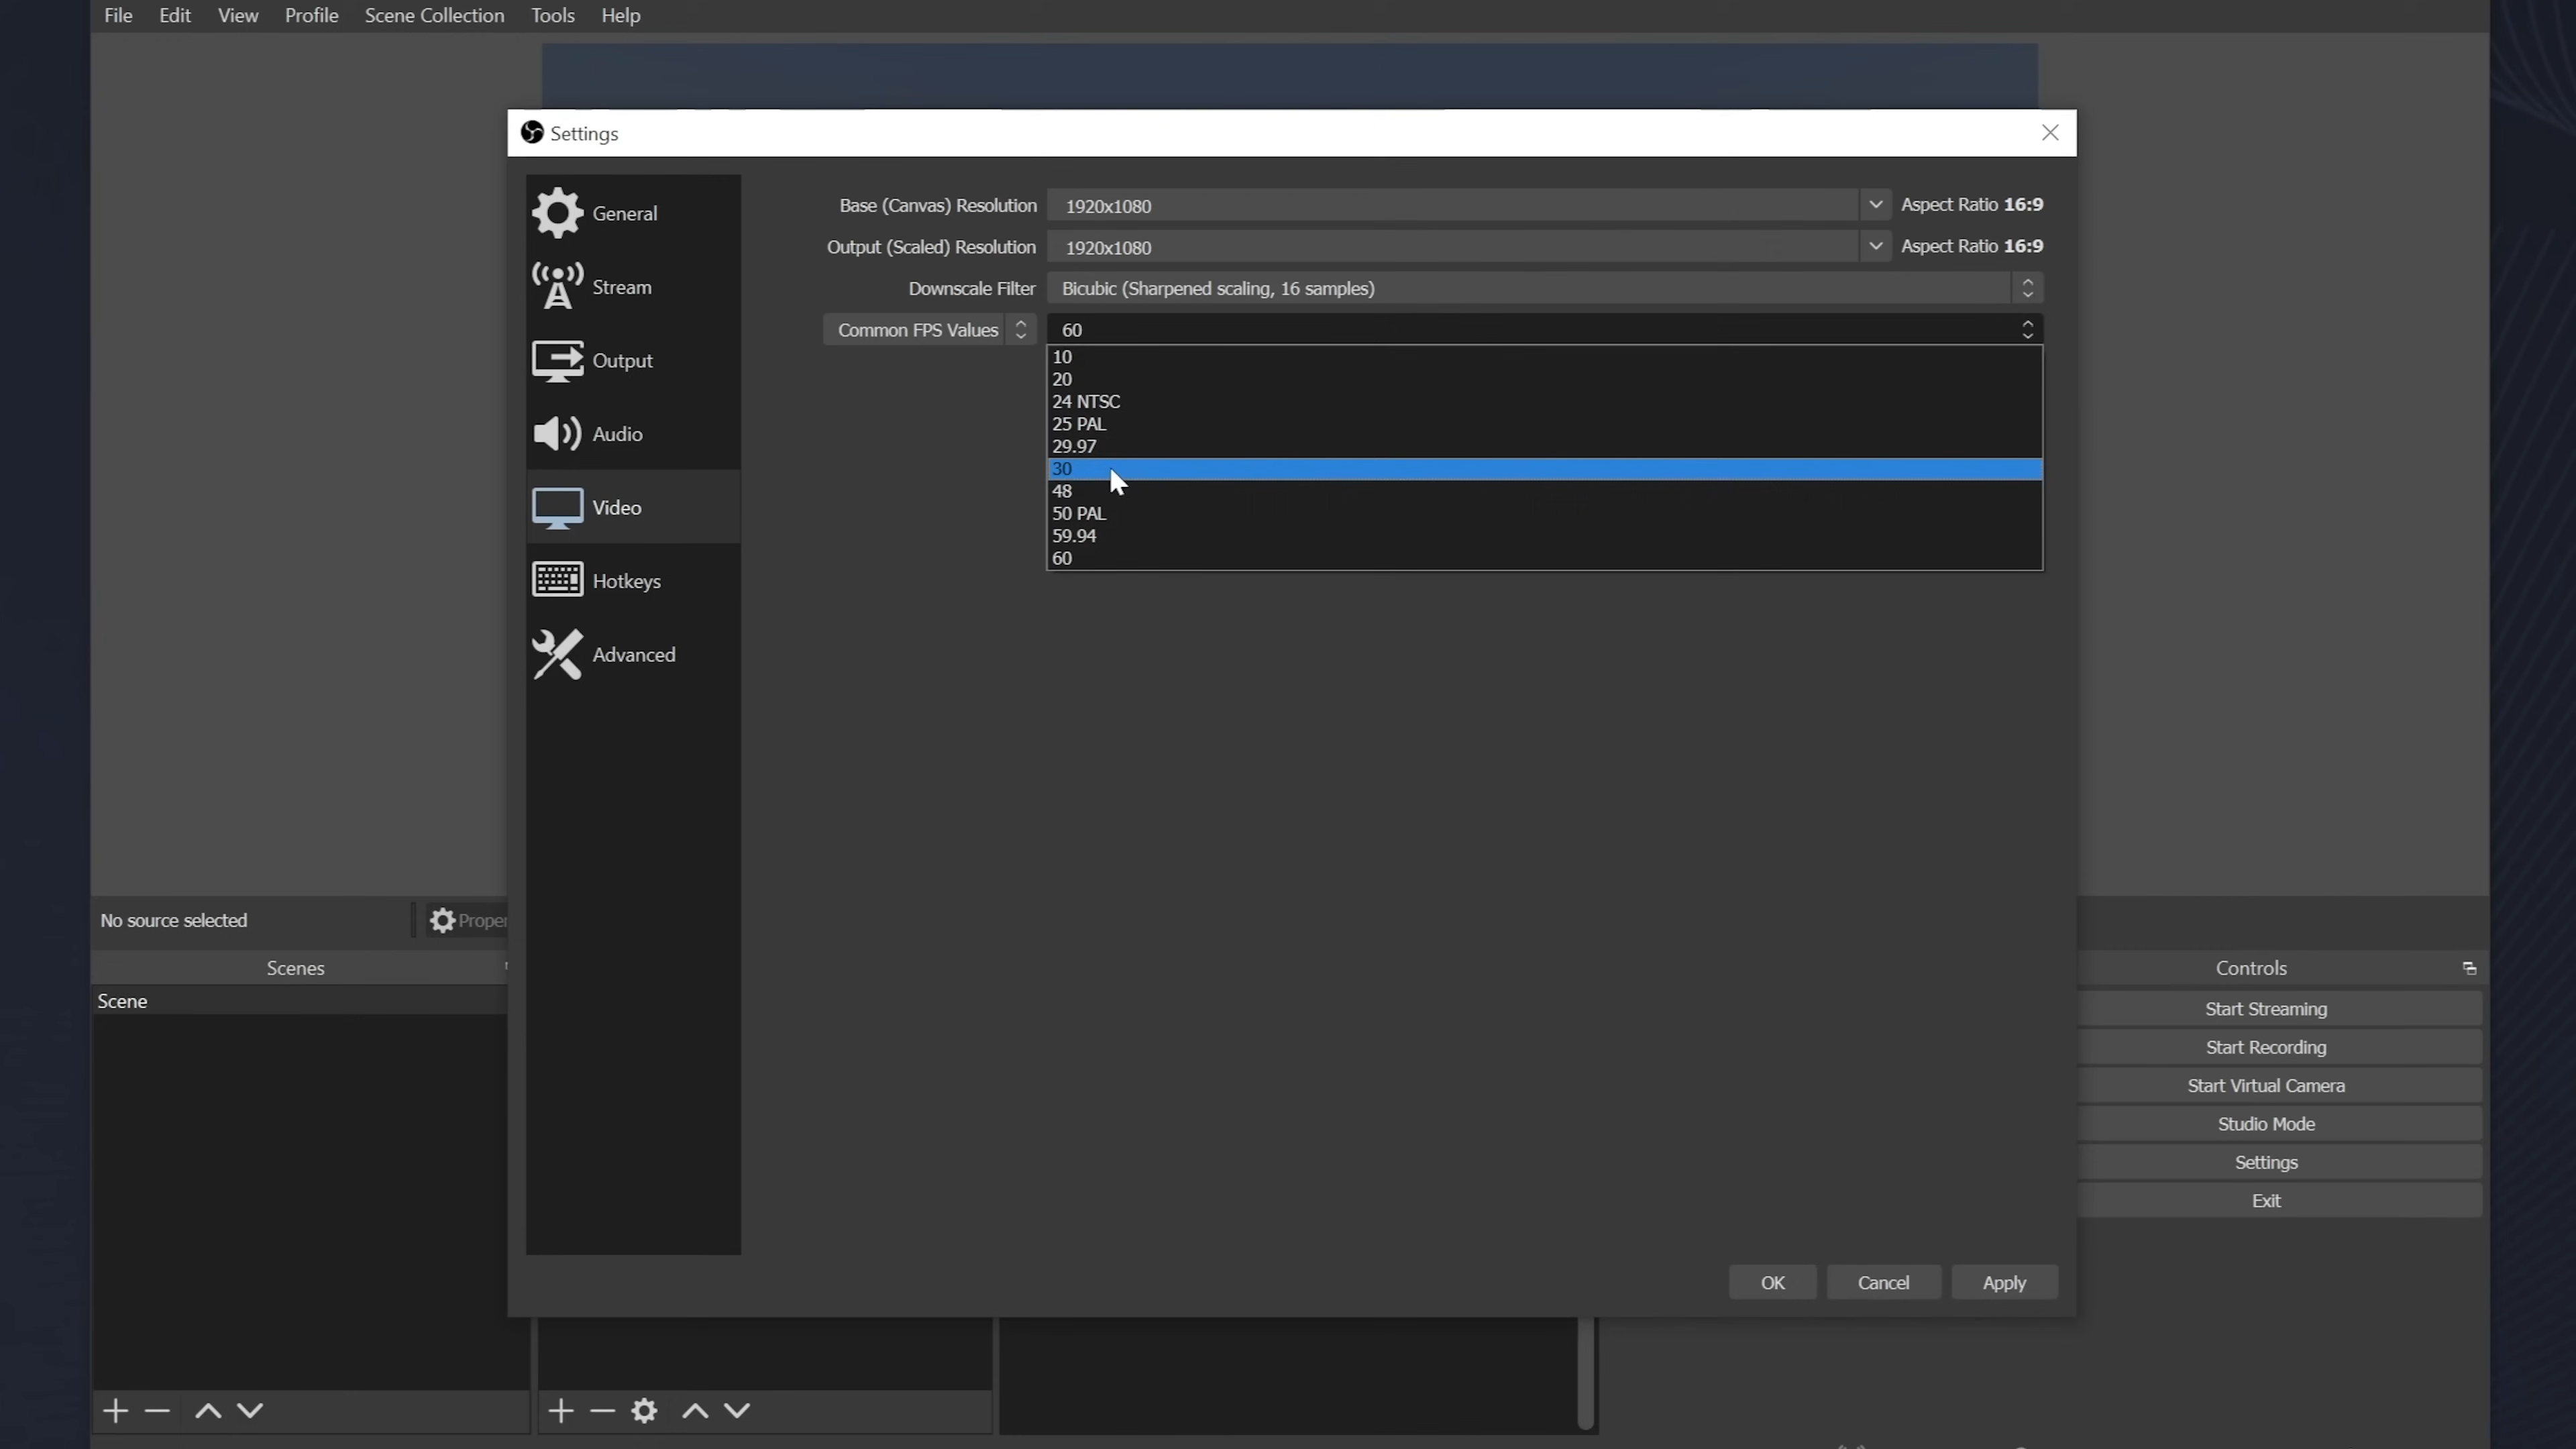 File Edit View Profile Scene Collection Tools Help
Settings
General
Stream
Output
Audio
Video
Hotkeys
Advanced
Base (Canvas) Resolution 1920x1080 Aspect Ratio 16:9
Output (Scaled) Resolution 1920x1080 Aspect Ratio 16:9
Downscale Filter Bicubic (Sharpened scaling, 16 samples)
Common FPS Values 60
10
20
24 NTSC
25 PAL
29.97
30
48
50 PAL
59.94
60
OK Cancel Apply
No source selected
Scenes
Scene
Controls
Start Streaming
Start Recording
Start Virtual Camera
Studio Mode
Settings
Exit